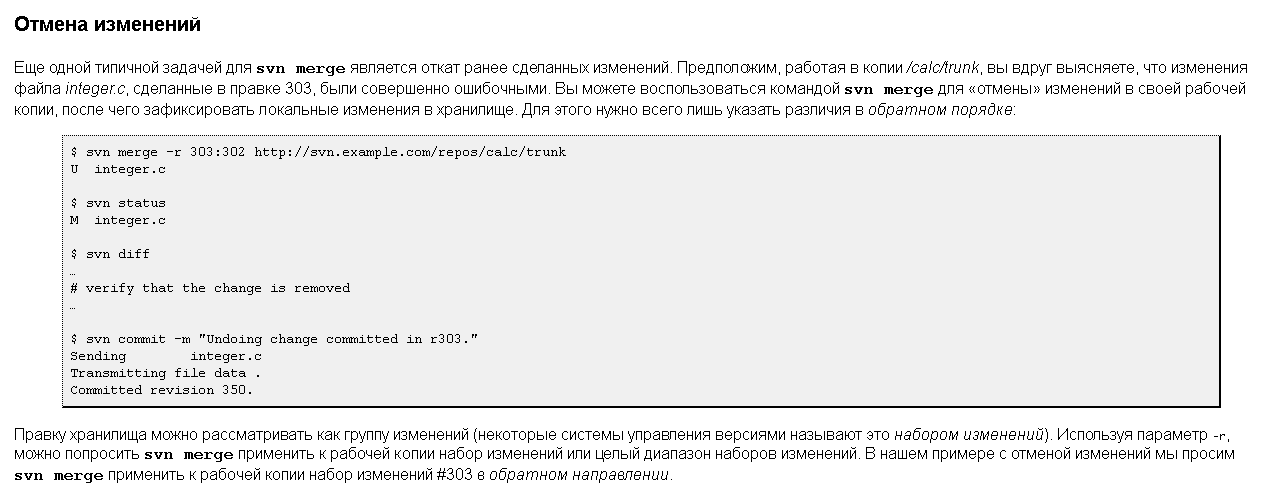 Отмена изменений
Еще одной типичной задачей для svn merge является откат ранее сделанных изменений. Предположим, работая в копии /calc/trunk, вы вдруг выясняете, что изменения
файла integer.c, сделанные в правке 303, были совершенно ошибочными. Вы можете воспользоваться командой svn merge для «отмены» изменений в своей рабочей
копии, после чего зафиксировать локальные изменения в хранилище. Для этого нужно всего лишь указать различия в обратном порядке:
$ svn merge -r 303:302 http://svn.example.com/repos/calc/trunk
U  integer.c
$ svn status
M  integer.c
$ svn diff
…
# verify that the change is removed
…
$ svn commit -m "Undoing change committed in r303."
Sending        integer.c
Transmitting file data .
Committed revision 350.
Правку хранилища можно рассматривать как группу изменений (некоторые системы управления версиями называют это набором изменений). Используя параметр -r,
можно попросить svn merge применить к рабочей копии набор изменений или целый диапазон наборов изменений. В нашем примере с отменой изменений мы просим
svn merge применить к рабочей копии набор изменений #303 в обратном направлении.